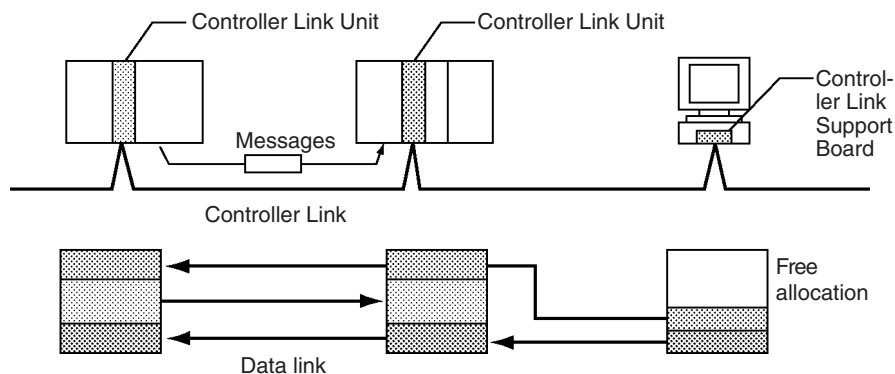 Controller Link Unit
Controller Link Unit
Control-
ler Link
Support
Board
Messages
Controller Link
Free
allocation
Data link